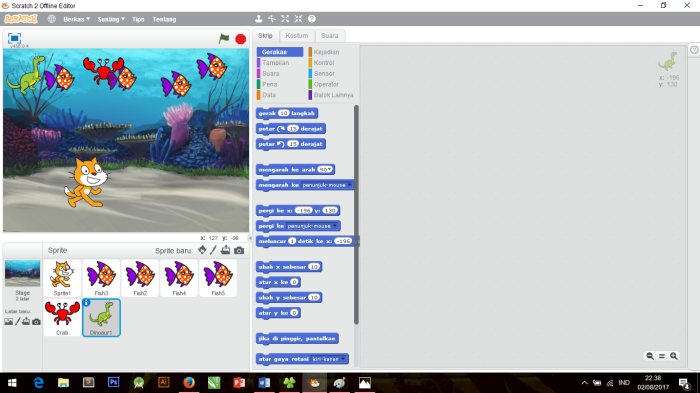 Scratch 2 Offline Editor
SCRATCH Berkas Sunting Tips Tentang
v456.0.4
x: 127 y: -98
Sprite Sprite baru:
Stage
2 latar
Latar baru:
Sprite1 Fish3 Fish2 Fish4 Fish5
Crab Dinosaur1
Skrip Kostum Suara
Gerakan Kejadian
Tampilan Kontrol
Suara Sensor
Pena Operator
Data Balok Lainnya
gerak 10 langkah
putar 15 derajat
putar 15 derajat
mengarah ke arah 90
mengarah ke penunjuk-mouse
pergi ke x: -196 y: 130
pergi ke penunjuk-mouse
meluncur 1 detik ke x: -196
ubah x sebesar 10
atur x ke 0
ubah y sebesar 10
atur y ke 0
jika di pinggir, pantulkan
atur gaya rotasi kiri-kanan
x: -196
y: 130
IND
22.38
02/08/2017